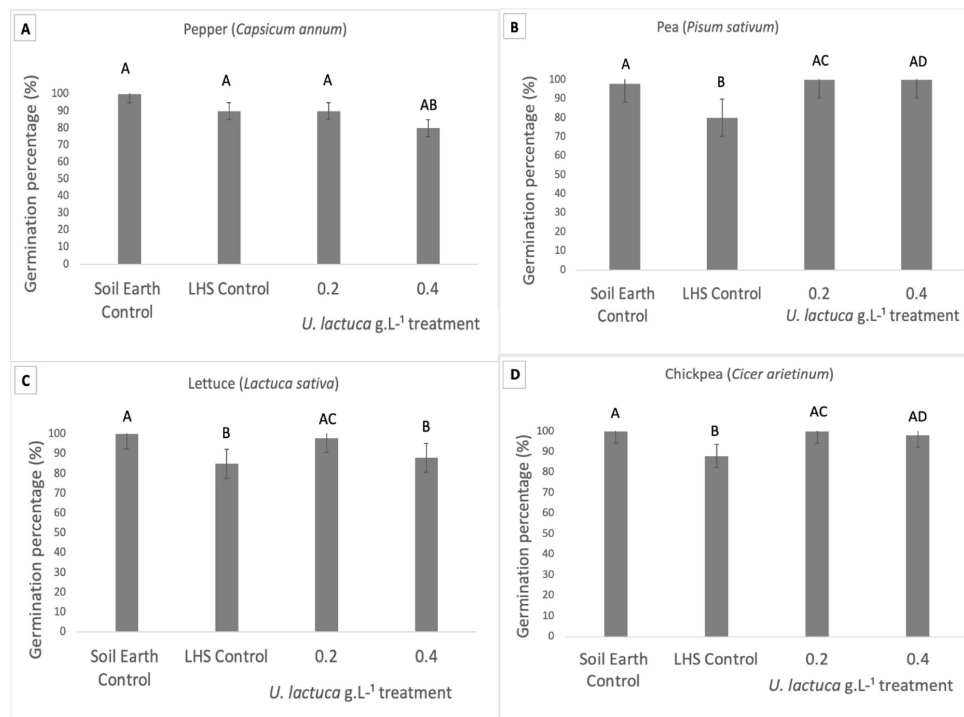 A
Pepper (Capsicum annum)
Germination percentage (%)
A
A
A
AB
100
90
80
70
60
50
40
30
20
10
0
Soil Earth
Control
LHS Control
0.2
0.4
U. lactuca g.L-¹ treatment
B
Pea (Pisum sativum)
Germination percentage (%)
A
B
AC
AD
100
90
80
70
60
50
40
30
20
10
0
Soil Earth
Control
LHS Control
0.2
0.4
U. lactuca g.L-¹ treatment
C
Lettuce (Lactuca sativa)
Germination percentage (%)
A
B
AC
B
100
90
80
70
60
50
40
30
20
10
0
Soil Earth
Control
LHS Control
0.2
0.4
U. lactuca g.L-¹ treatment
D
Chickpea (Cicer arietinum)
Germination percentage (%)
A
B
AC
AD
100
90
80
70
60
50
40
30
20
10
0
Soil Earth
Control
LHS Control
0.2
0.4
U. lactuca g.L-¹ treatment